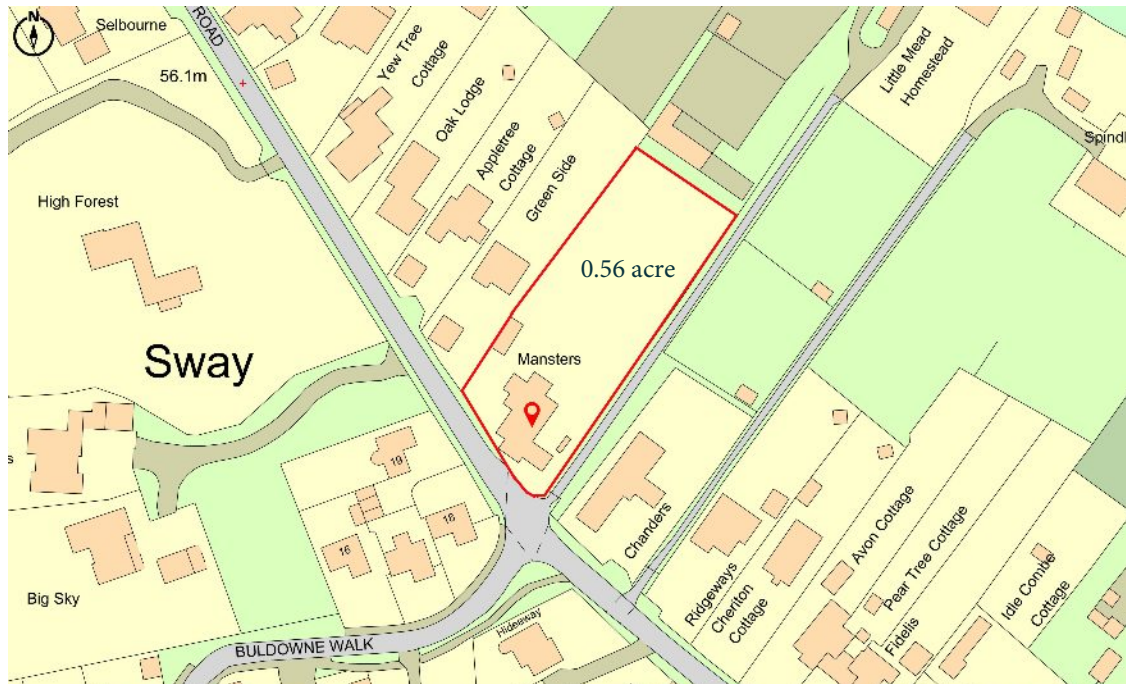 N
Selbourne
ROAD
56.1m
Yew Tree
Cottage
Oak Lodge
Appletree
Cottage
Green Side
Little Mead
Homestead
High Forest
0.56 acre
Mansters
Sway
19
18
16
Chanders
Ridgeways
Cheriton
Cottage
Avon Cottage
Pear Tree Cottage
Fidelis
Idle Combe
Cottage
Big Sky
Hideaway
BULDOWNE WALK